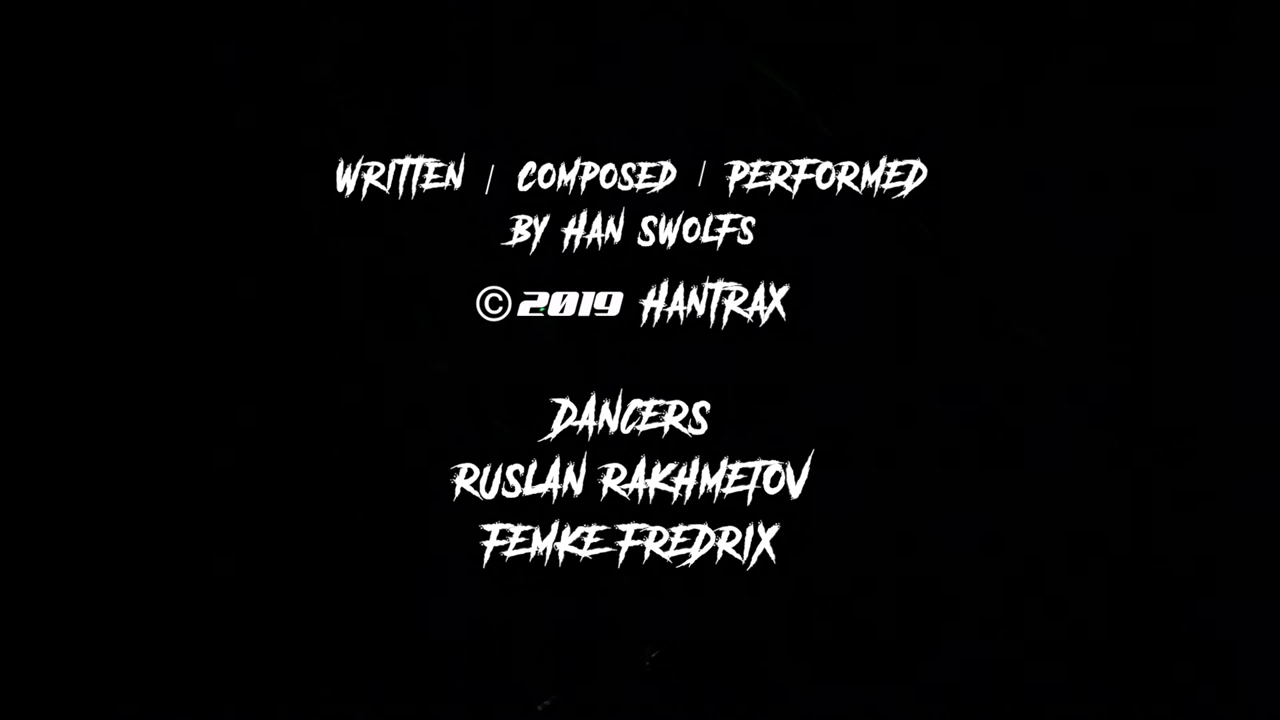 WRITTEN / COMPOSED / PERFORMED
BY HAN SWOLFS
©2019 HANTRAX
DANCERS
RUSLAN RAKHMETOV
FEMKE FREDRIX